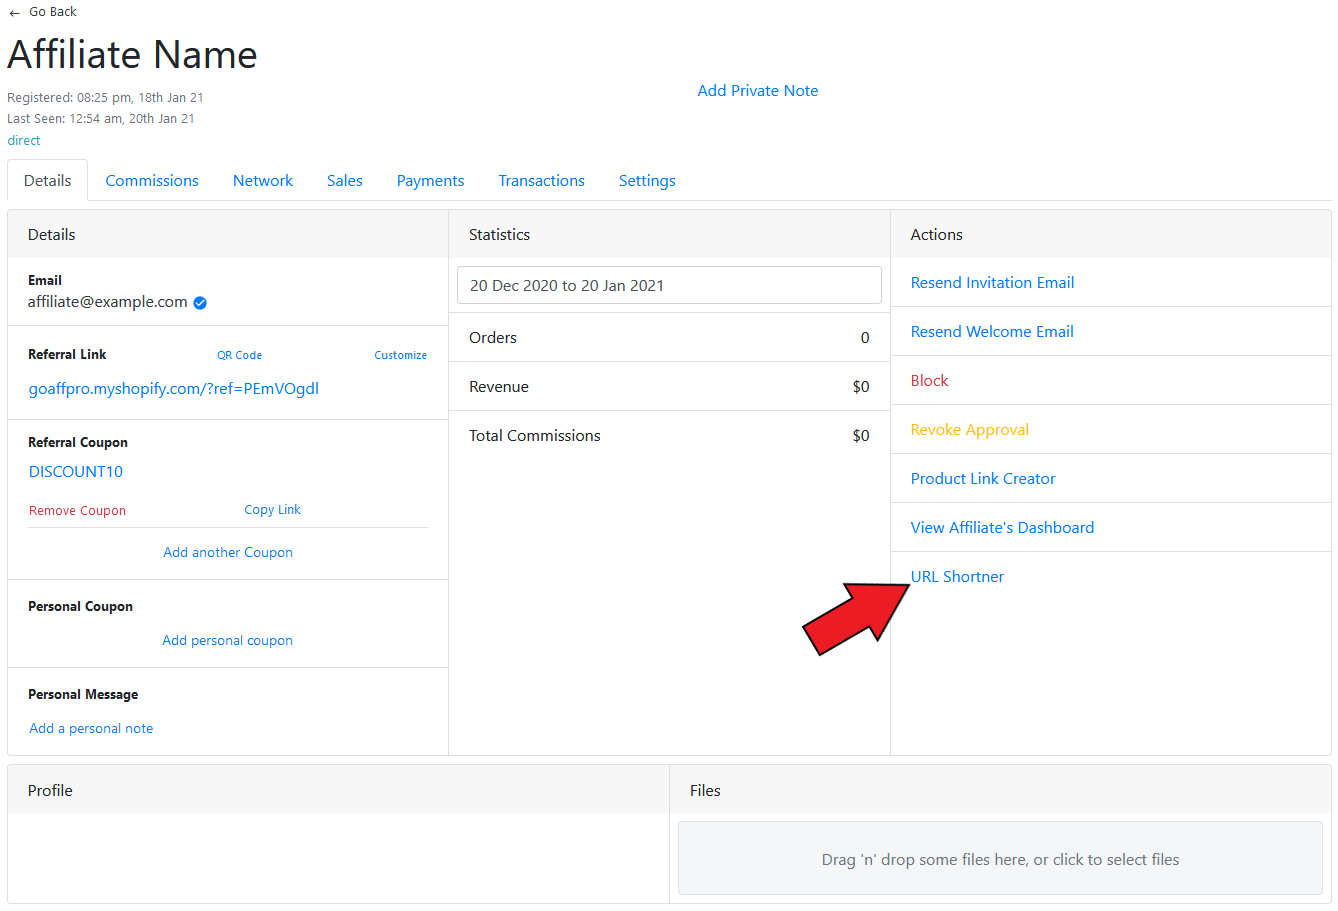 ← Go Back
Affiliate Name
Registered: 08:25 pm, 18th Jan 21
Last Seen: 12:54 am, 20th Jan 21
direct
Add Private Note
Details Commissions Network Sales Payments Transactions Settings
Details
Email
affiliate@example.com
Referral Link QR Code Customize
goaffpro.myshopify.com/?ref=PEmVOgdl
Referral Coupon
DISCOUNT10
Remove Coupon Copy Link
Add another Coupon
Personal Coupon
Add personal coupon
Personal Message
Add a personal note
Statistics
20 Dec 2020 to 20 Jan 2021
Orders 0
Revenue $0
Total Commissions $0
Actions
Resend Invitation Email
Resend Welcome Email
Block
Revoke Approval
Product Link Creator
View Affiliate's Dashboard
URL Shortner
Profile
Files
Drag 'n' drop some files here, or click to select files